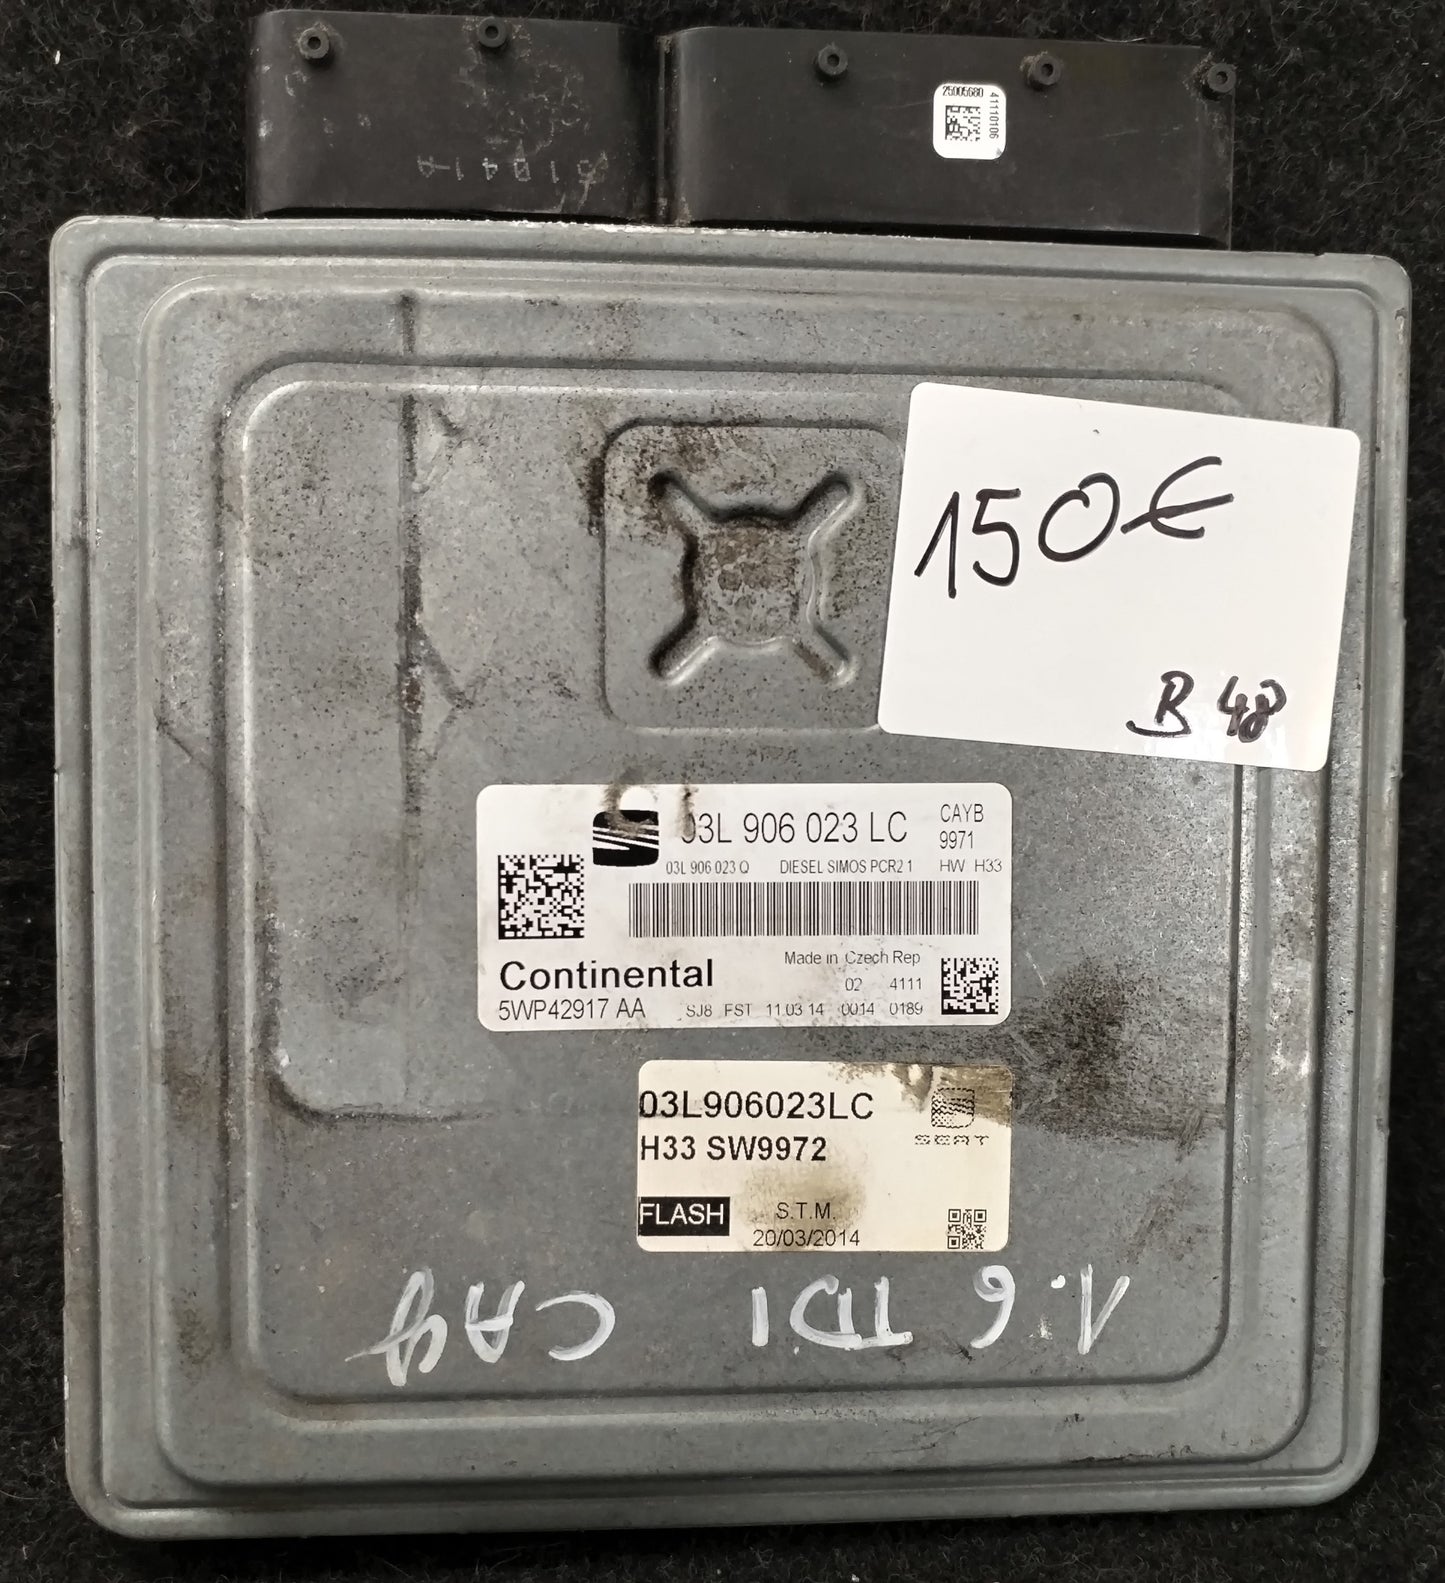 25005680
41110106
150€
B 48
03L 906 023 LC
CAYB
9971
03L 906 023 Q DIESEL SIMOS PCR2 1 HW H33
Made in Czech Rep
Continental
02 4111
5WP42917 AA SJ8 FST 11.03.14 0014 0189
03L906023LC
SEAT
H33 SW9972
FLASH
S.T.M.
20/03/2014
1.6 TDI CAY